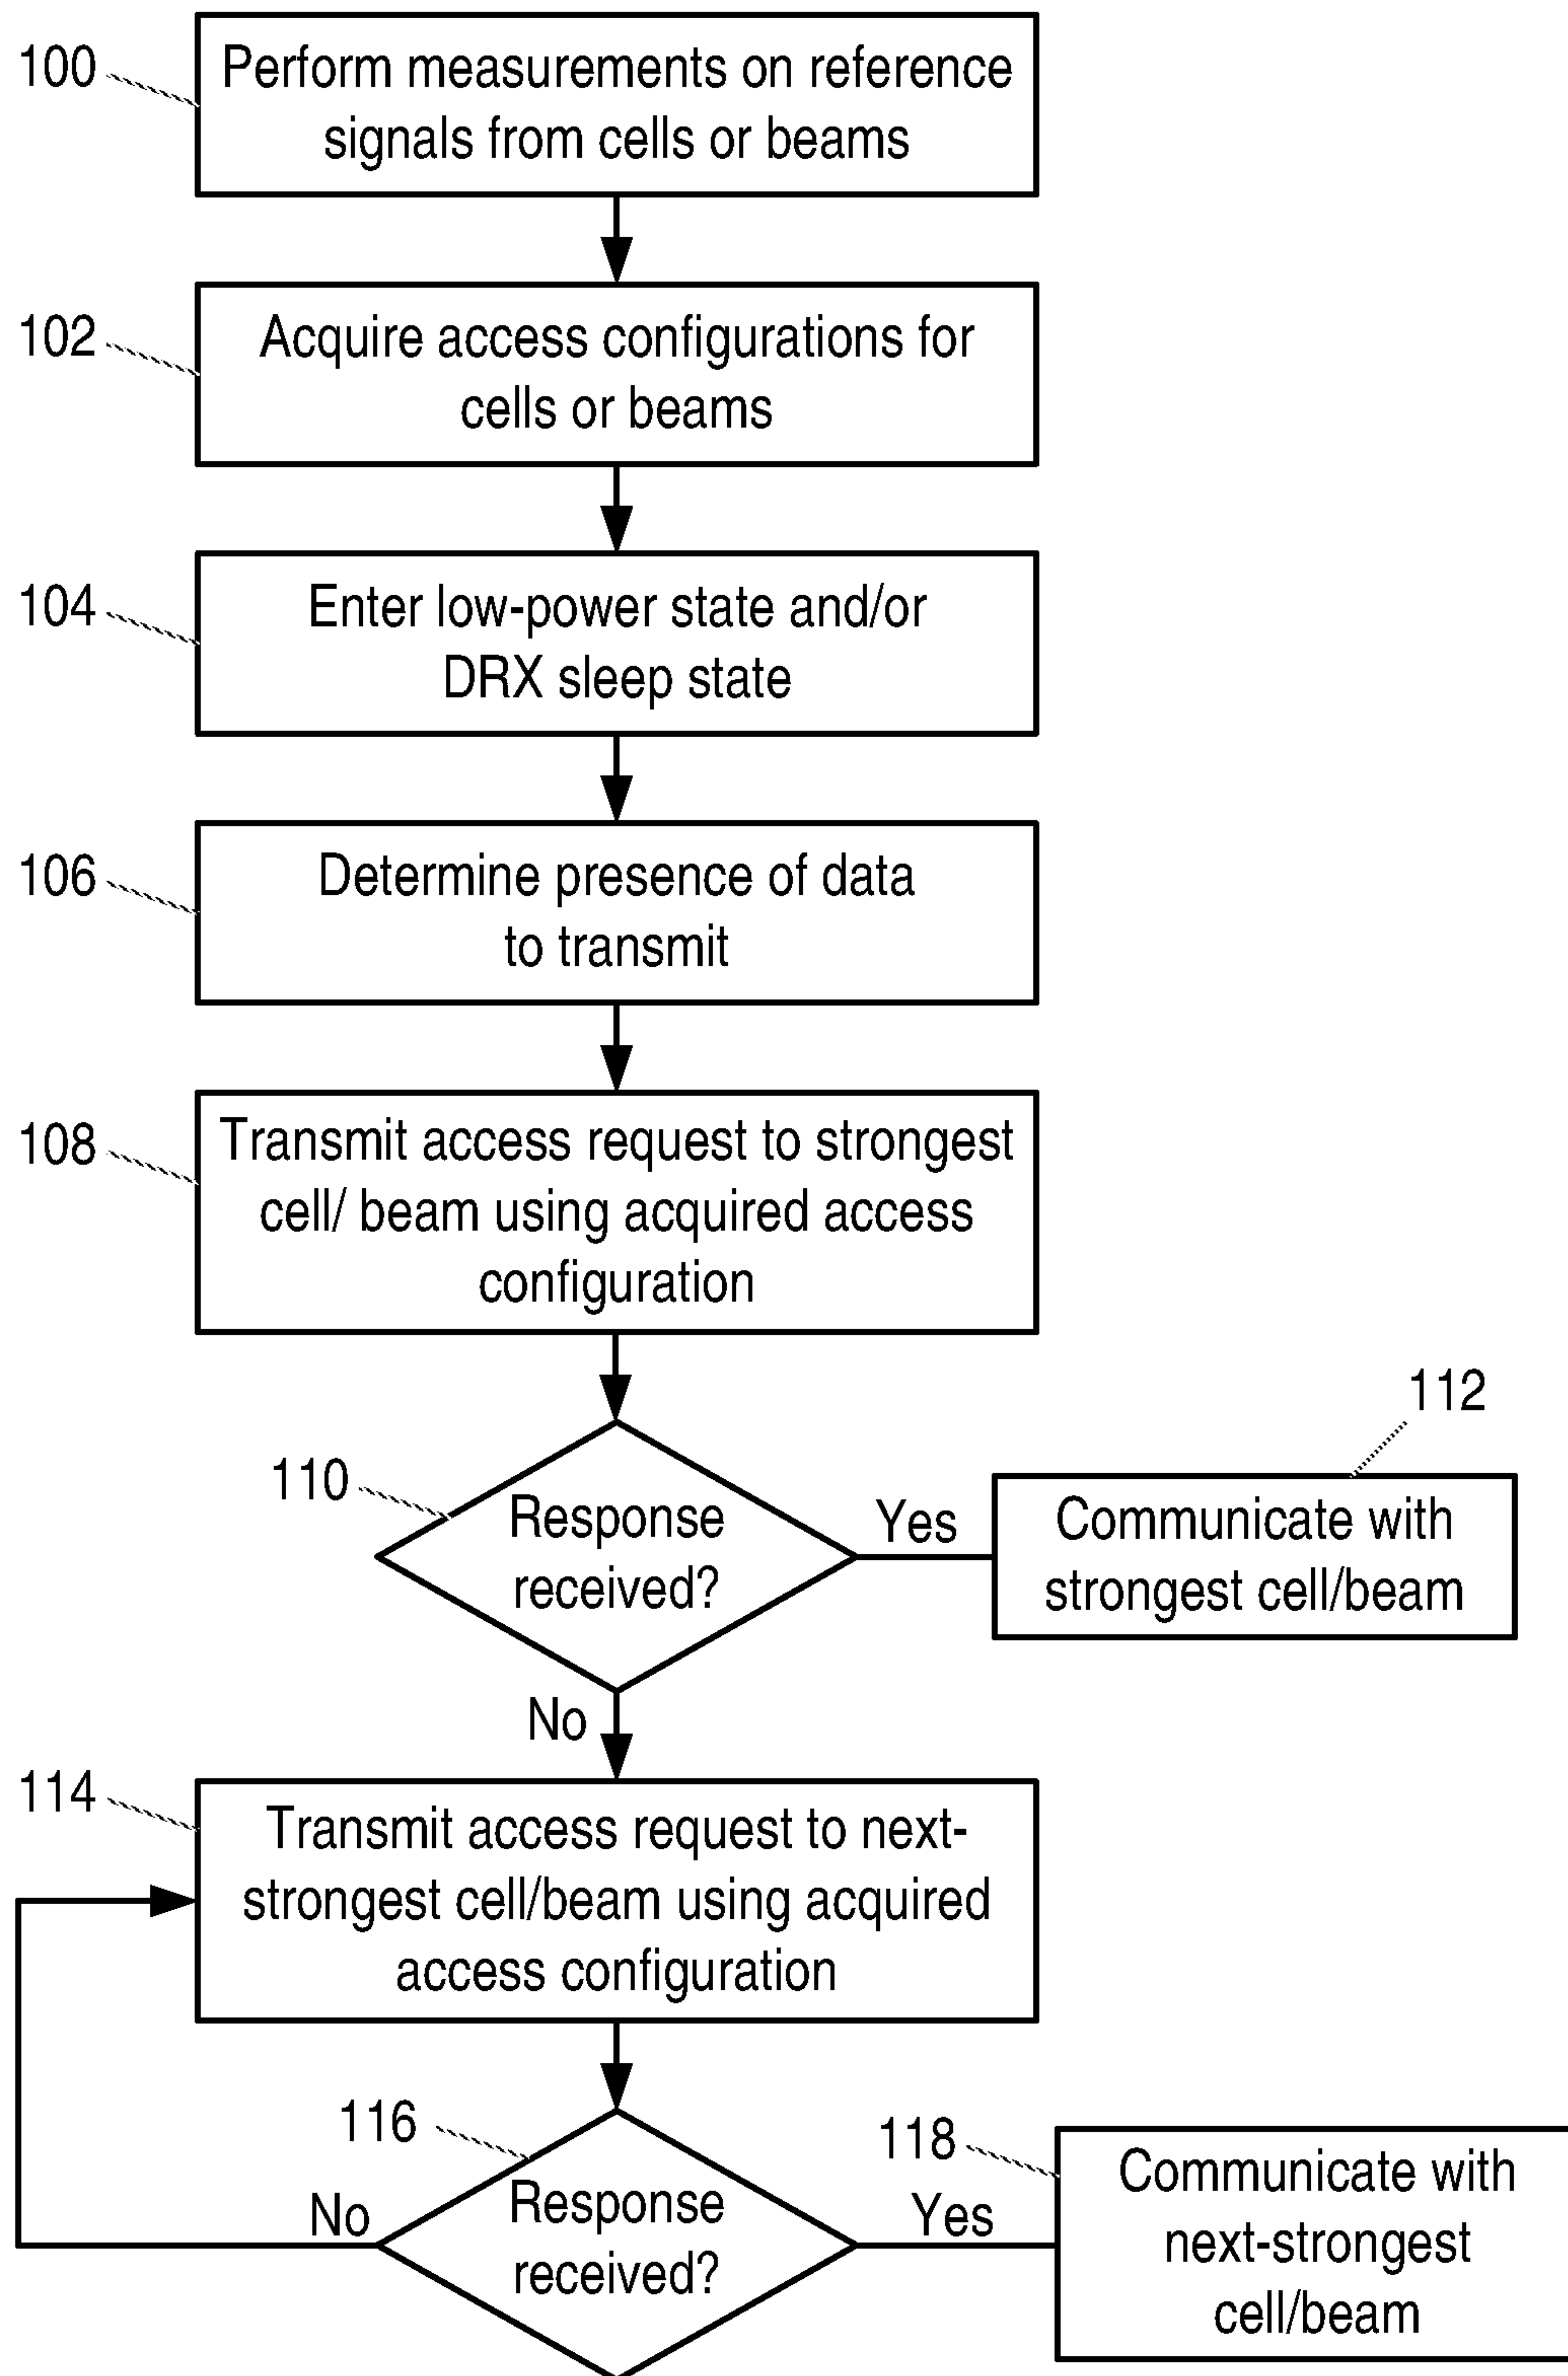 100
Perform measurements on reference
signals from cells or beams
102
Acquire access configurations for
cells or beams
104
Enter low-power state and/or
DRX sleep state
106
Determine presence of data
to transmit
108
Transmit access request to strongest
cell/ beam using acquired access
configuration
110
Response
received?
Yes
112
Communicate with
strongest cell/beam
No
114
Transmit access request to next-
strongest cell/beam using acquired
access configuration
116
Response
received?
No
Yes
118
Communicate with
next-strongest
cell/beam